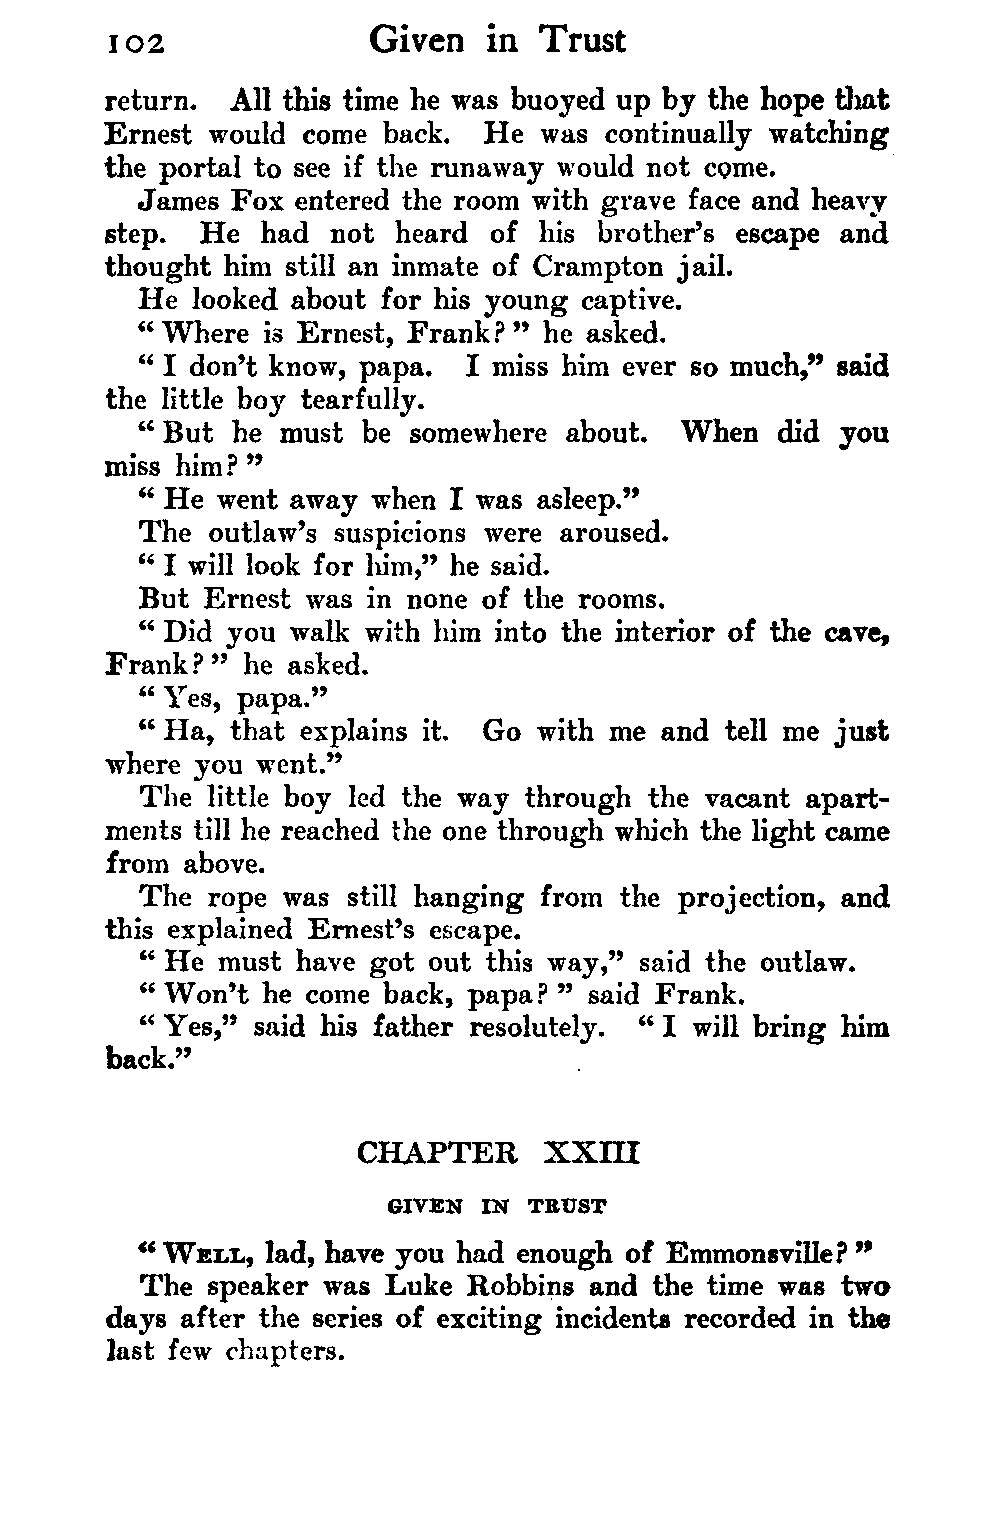 102 Given in Trust
return. All this time he was buoyed up by the hope that
Ernest would come back. He was continually watching
the portal to see if the runaway would not come.
James Fox entered the room with grave face and heavy
step. He had not heard of his brother's escape and
thought him still an inmate of Crampton jail.
He looked about for his young captive.
“Where is Ernest, Frank?” he asked.
“I don't know, papa. I miss him ever so much,” said
the little boy tearfully.
“But he must be somewhere about. When did you
miss him?”
“He went away when I was asleep.”
The outlaw's suspicions were aroused.
“I will look for him,” he said.
But Ernest was in none of the rooms.
“Did you walk with him into the interior of the cave,
Frank?” he asked.
“Yes, papa.”
“Ha, that explains it. Go with me and tell me just
where you went.”
The little boy led the way through the vacant apart-
ments till he reached the one through which the light came
from above.
The rope was still hanging from the projection, and
this explained Ernest's escape.
“He must have got out this way,” said the outlaw.
“Won't he come back, papa?” said Frank.
“Yes,” said his father resolutely. “I will bring him
back.”
CHAPTER XXIII
GIVEN IN TRUST
“WELL, lad, have you had enough of Emmonsville?”
The speaker was Luke Robbins and the time was two
days after the series of exciting incidents recorded in the
last few chapters.